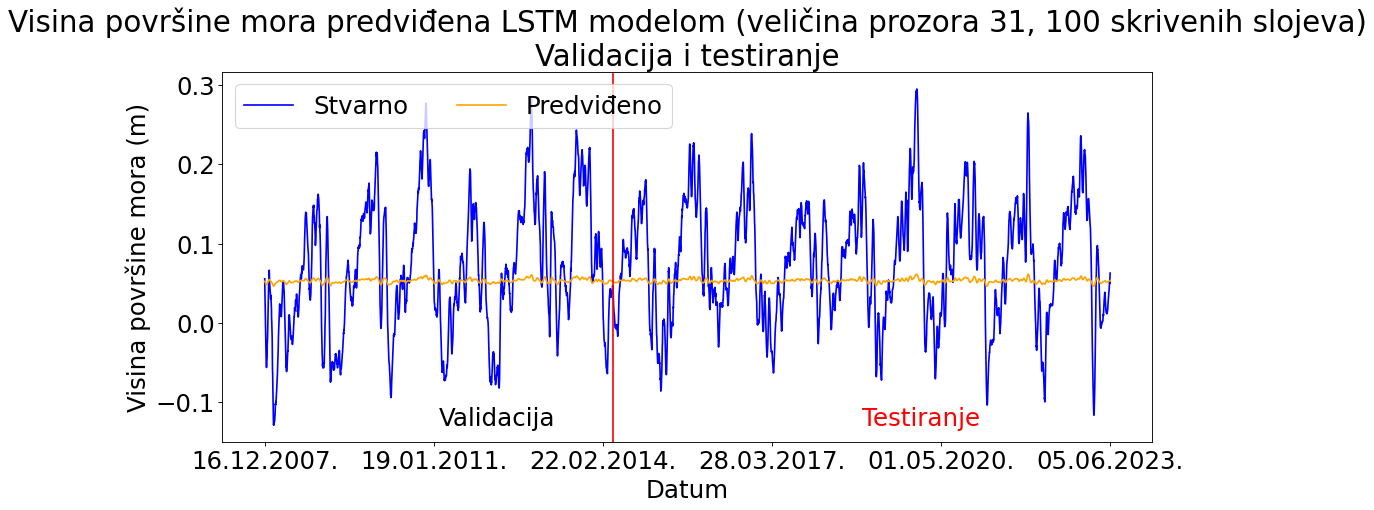 Visina površine mora predviđena LSTM modelom (veličina prozora 31, 100 skrivenih slojeva)
Validacija i testiranje
Stvarno Predviđeno
Visina površine mora (m)
0.3
0.2
0.1
0.0
−0.1
Validacija Testiranje
16.12.2007. 19.01.2011. 22.02.2014. 28.03.2017. 01.05.2020. 05.06.2023.
Datum